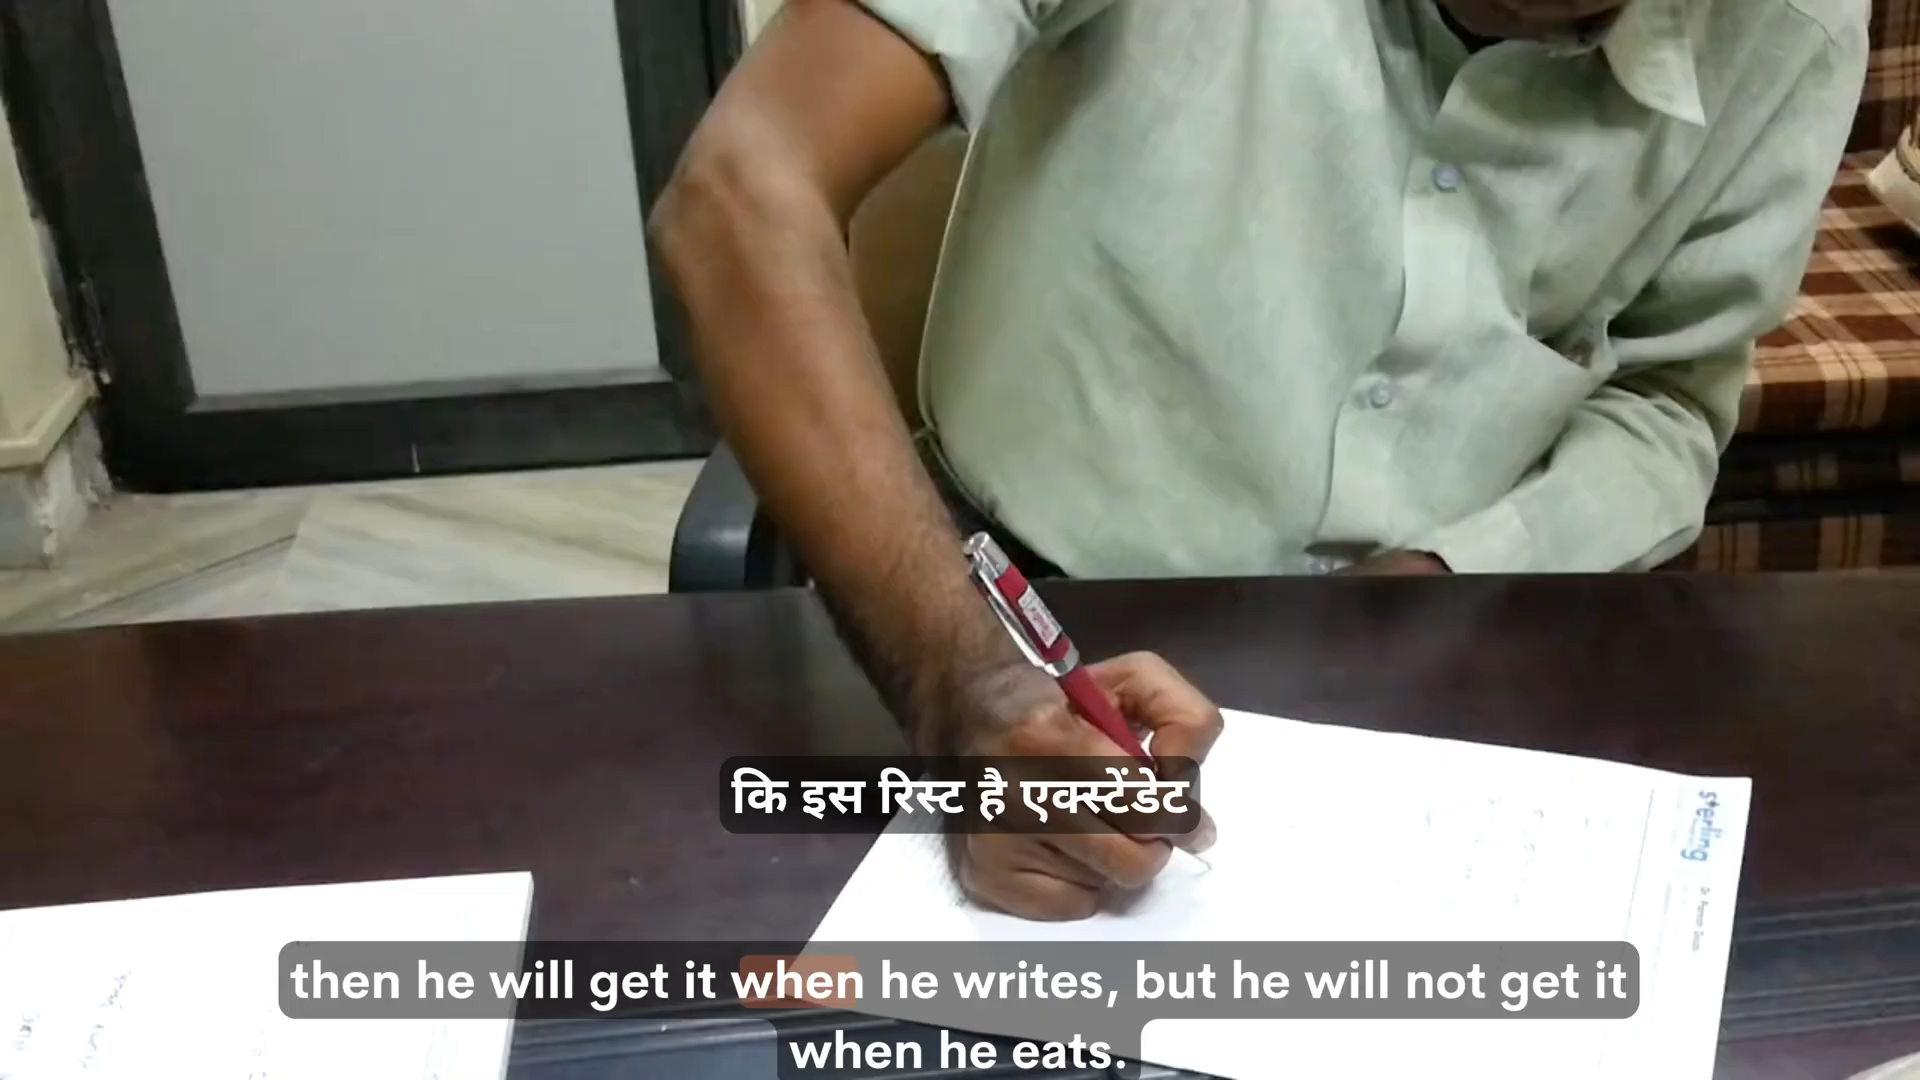 कि इस रिस्ट है एक्स्टेंडेट
sterling
then he will get it when he writes, but he will not get it
when he eats.